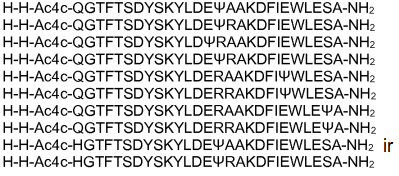 H-H-Ac4c-QGTFTSDYSKYLDEΨAAKDFIEWLESA-NH₂
H-H-Ac4c-QGTFTSDYSKYLDEΨRAKDFIEWLESA-NH₂
H-H-Ac4c-QGTFTSDYSKYLDΨRAAKDFIEWLESA-NH₂
H-H-Ac4c-QGTFTSDYSKYLDEΨRAKDFIEWLESA-NH₂
H-H-Ac4c-QGTFTSDYSKYLDERAAKDFIΨWLESA-NH₂
H-H-Ac4c-QGTFTSDYSKYLDERRAKDFIΨWLESA-NH₂
H-H-Ac4c-QGTFTSDYSKYLDERAAKDFIEWLEΨA-NH₂
H-H-Ac4c-QGTFTSDYSKYLDERRAKDFIEWLEΨA-NH₂
H-H-Ac4c-HGTFTSDYSKYLDEΨAAKDFIEWLESA-NH₂ ir
H-H-Ac4c-HGTFTSDYSKYLDEΨRAKDFIEWLESA-NH₂